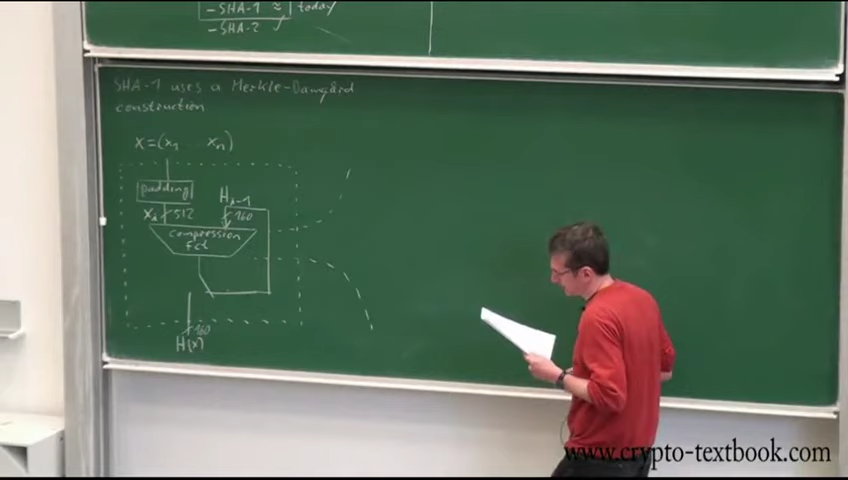 -SHA-1 ≈ today
-SHA-2 ✓
SHA-1 uses a Merkle-Damgård
construction
X=(x₁ ... xₙ)
padding
Hᵢ₋₁
xᵢ 512
160
compression
fct
160
H(x)
www.crypto-textbook.com